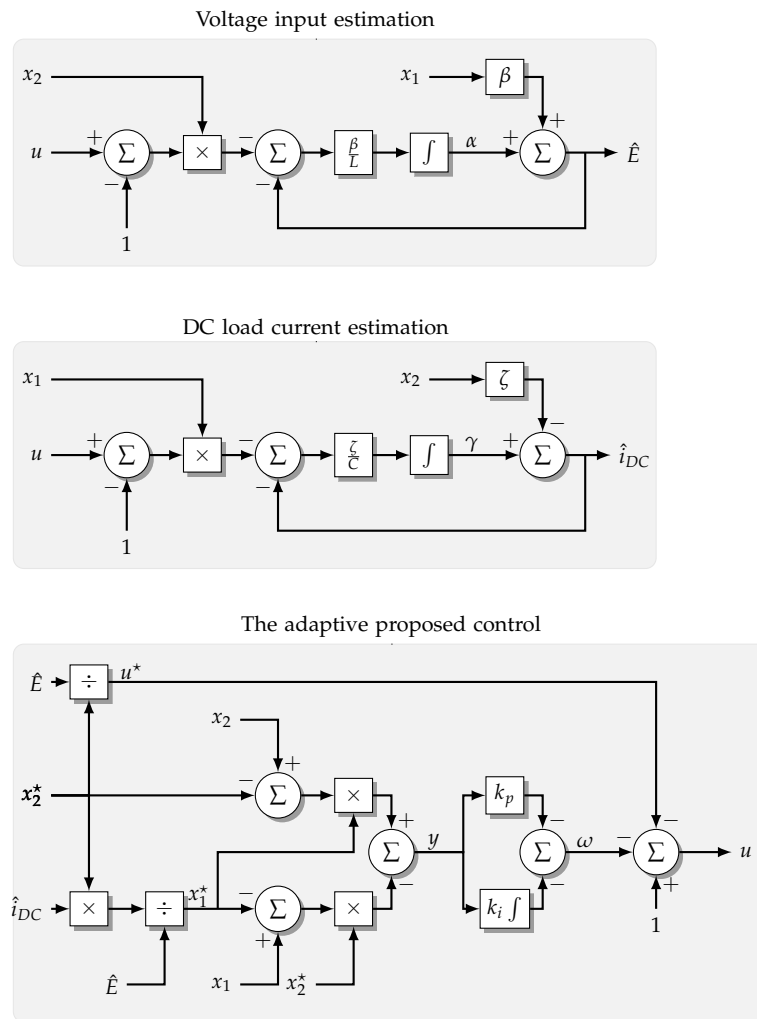 Voltage input estimation
x₂
x₁
β
u
+
−
Σ
×
−
−
Σ
β/L
∫
α
+
+
Σ
Ê
1
DC load current estimation
x₁
x₂
ζ
u
+
−
Σ
×
−
−
Σ
ζ/C
∫
γ
+
−
Σ
î_DC
1
The adaptive proposed control
Ê
÷
u*
x₂
x₂*
−
+
Σ
×
k_p
+
−
Σ
y
−
−
Σ
ω
−
−
+
Σ
u
î_DC
×
÷
x₁*
−
+
Σ
×
k_i ∫
1
Ê
x₁
x₂*